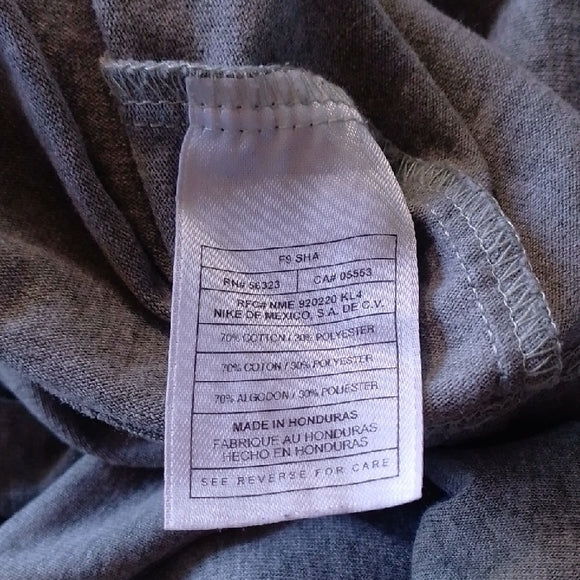 F9 SHA
RN# 56323 CA# 05553
RFC# NME 920220 KL4
NIKE DE MEXICO, S.A. DE C.V.
70% COTTON / 30% POLYESTER
70% COTON / 30% POLYESTER
70% ALGODON / 30% POLIESTER
MADE IN HONDURAS
FABRIQUE AU HONDURAS
HECHO EN HONDURAS
SEE REVERSE FOR CARE